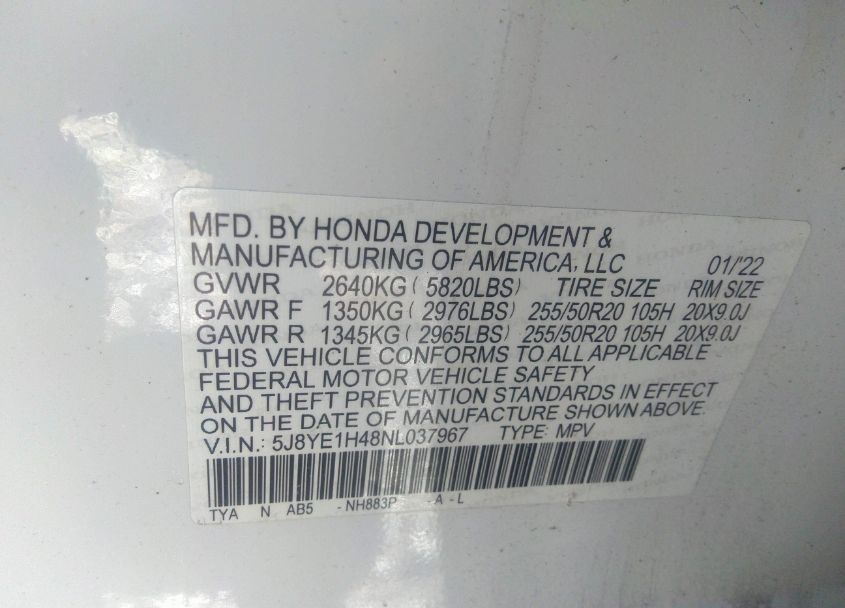 MFD. BY HONDA DEVELOPMENT &
MANUFACTURING OF AMERICA, LLC 01/'22
GVWR 2640KG ( 5820LBS) TIRE SIZE RIM SIZE
GAWR F 1350KG ( 2976LBS) 255/50R20 105H 20X9.0J
GAWR R 1345KG ( 2965LBS) 255/50R20 105H 20X9.0J
THIS VEHICLE CONFORMS TO ALL APPLICABLE
FEDERAL MOTOR VEHICLE SAFETY
AND THEFT PREVENTION STANDARDS IN EFFECT
ON THE DATE OF MANUFACTURE SHOWN ABOVE.
V.I.N.: 5J8YE1H48NL037967 TYPE: MPV
TYA N AB5 - NH883P A - L